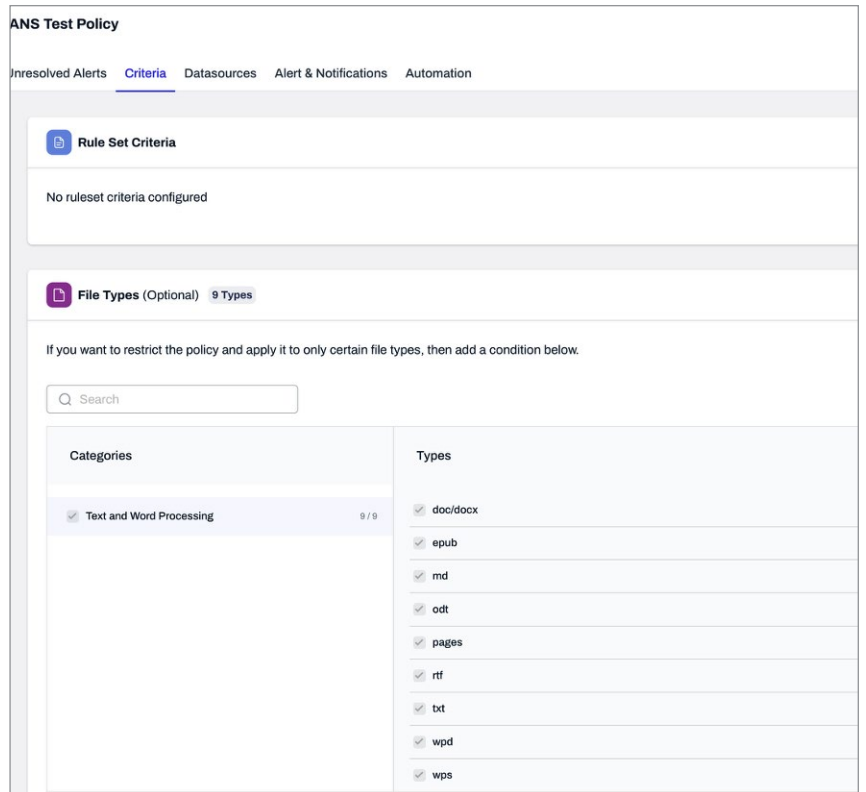 ANS Test Policy
Unresolved Alerts Criteria Datasources Alert & Notifications Automation
Rule Set Criteria
No ruleset criteria configured
File Types (Optional) 9 Types
If you want to restrict the policy and apply it to only certain file types, then add a condition below.
Search
Categories
Types
Text and Word Processing 9 / 9
doc/docx
epub
md
odt
pages
rtf
txt
wpd
wps